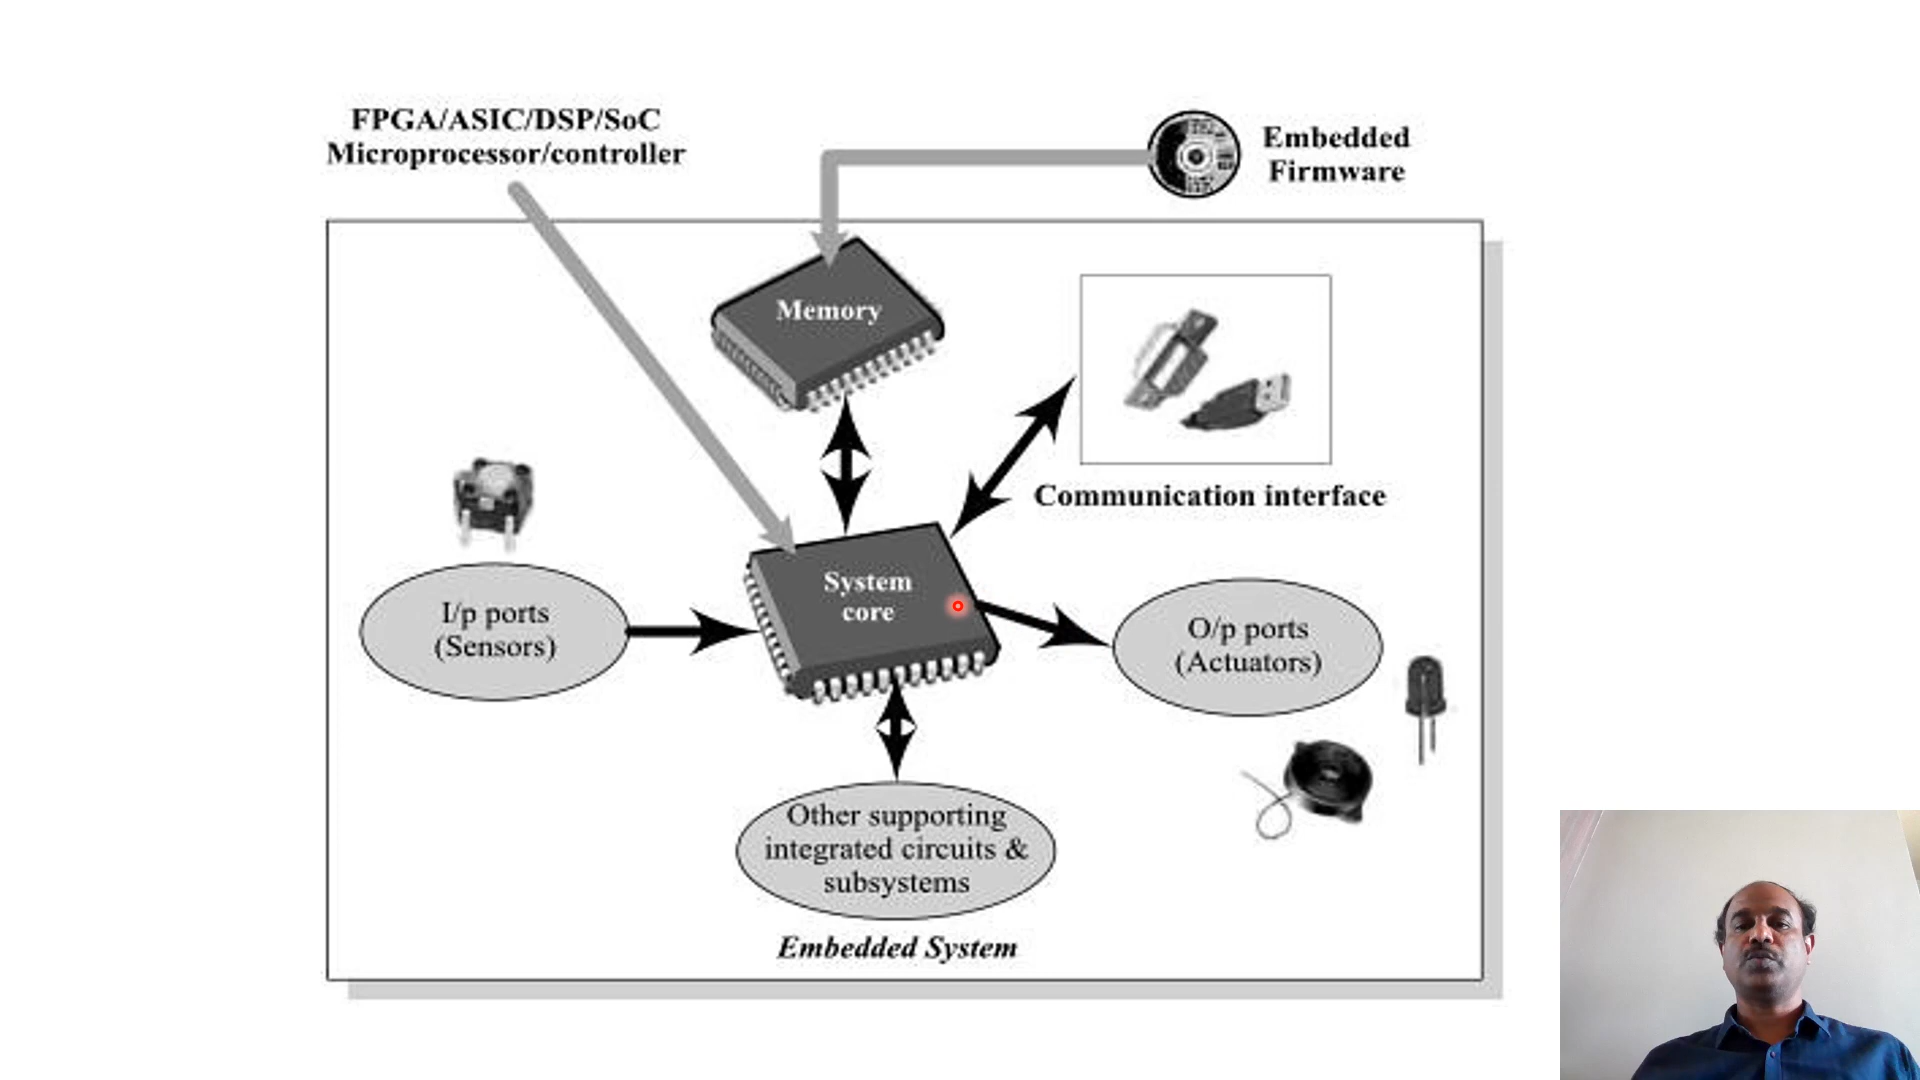 FPGA/ASIC/DSP/SoC
Microprocessor/controller
Embedded
Firmware
Memory
Communication interface
System
core
I/p ports
(Sensors)
O/p ports
(Actuators)
Other supporting
integrated circuits &
subsystems
Embedded System